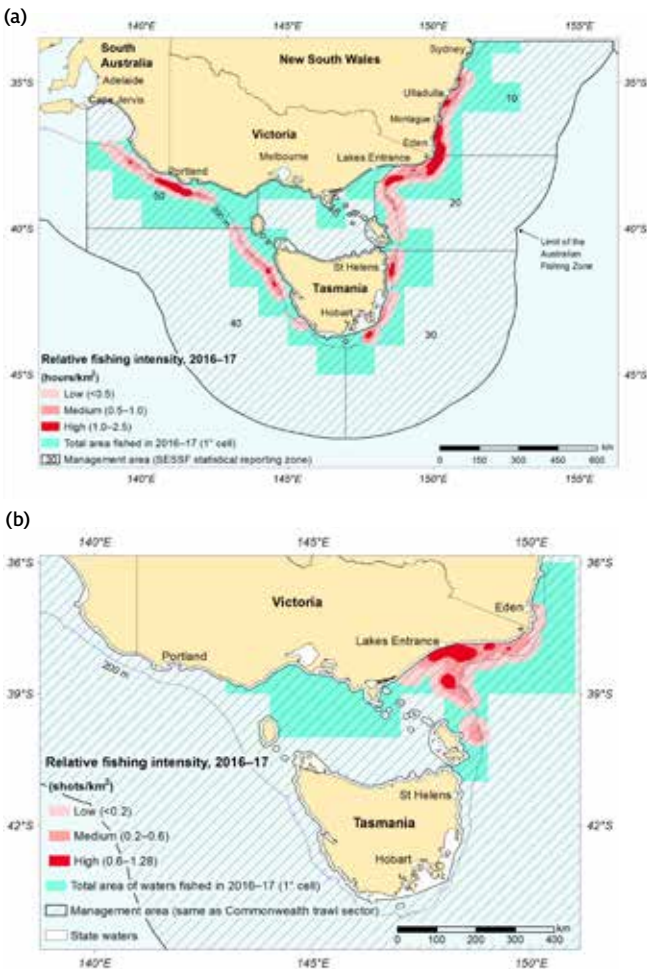 (a)
140°E 145°E 150°E 155°E
South
Australia
New South Wales
Sydney
35°S
35°S
Adelaide
Cape Jervis
Ulladulla
10
Montague
Victoria
Eden
Melbourne
Lakes Entrance
Portland
50
20
200 m
40°S
40°S
Limit of the
Australian
Fishing Zone
St Helens
Tasmania
Hobart
40
30
Relative fishing intensity, 2016–17
(hours/km²)
45°S
45°S
Low (<0.5)
Medium (0.5–1.0)
High (1.0–2.5)
Total area fished in 2016–17 (1° cell)
30 Management area (SESSF statistical reporting zone)
km
0 150 300 450 600
140°E 145°E 150°E 155°E
(b)
140°E 145°E 150°E
36°S
36°S
Victoria
Eden
Lakes Entrance
Portland
200 m
39°S
39°S
Relative fishing intensity, 2016–17
(shots/km²)
St Helens
Low (<0.2)
42°S
42°S
Tasmania
Medium (0.2–0.6)
Hobart
High (0.6–1.28)
Total area of waters fished in 2016–17 (1° cell)
Management area (same as Commonwealth trawl sector)
km
State waters
0 100 200 300 400
140°E 145°E 150°E